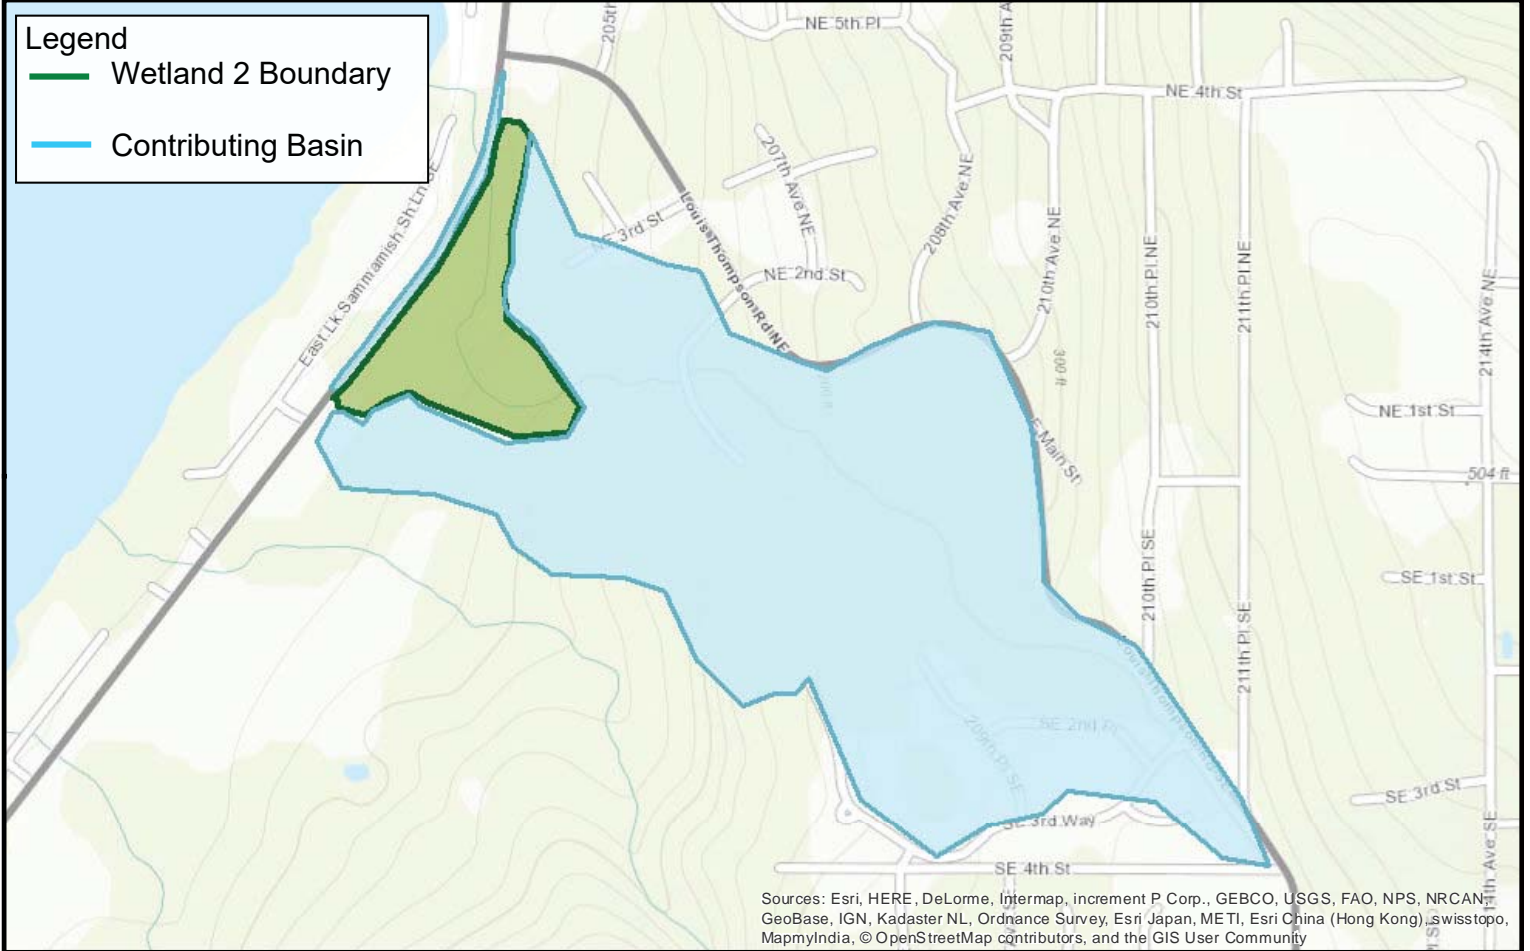 Legend
Wetland 2 Boundary
Contributing Basin
NE 5th Pl
205th
209th A
NE 4th St
207th Ave NE
208th Ave NE
NE 3rd St
Louis Thompson Rd NE
NE 2nd St
210th Ave NE
210th Pl NE
211th Pl NE
214th Ave NE
East Lk Sammamish Sh Ln NE
300 ft
E Main St
NE 1st St
504 ft
210th Pl SE
SE 1st St
211th Pl SE
SE 2nd Pl
209th Pl SE
SE 3rd St
SE 3rd Way
SE 4th St
14th Ave SE
Sources: Esri, HERE, DeLorme, Intermap, increment P Corp., GEBCO, USGS, FAO, NPS, NRCAN,
GeoBase, IGN, Kadaster NL, Ordnance Survey, Esri Japan, METI, Esri China (Hong Kong), swisstopo,
MapmyIndia, © OpenStreetMap contributors, and the GIS User Community